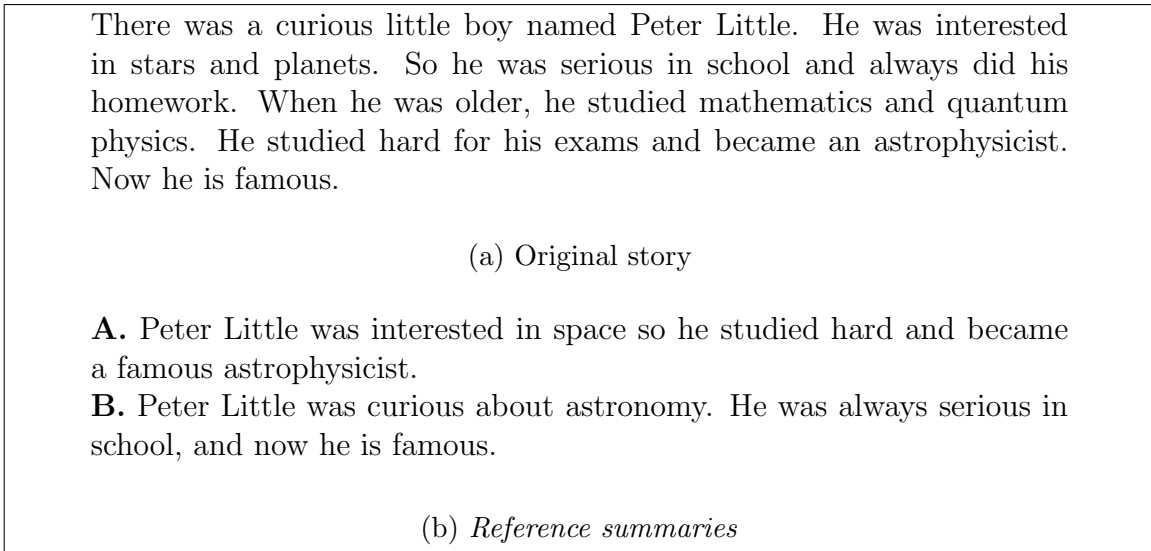 There was a curious little boy named Peter Little. He was interested
in stars and planets. So he was serious in school and always did his
homework. When he was older, he studied mathematics and quantum
physics. He studied hard for his exams and became an astrophysicist.
Now he is famous.
(a) Original story
A. Peter Little was interested in space so he studied hard and became
a famous astrophysicist.
B. Peter Little was curious about astronomy. He was always serious in
school, and now he is famous.
(b) Reference summaries